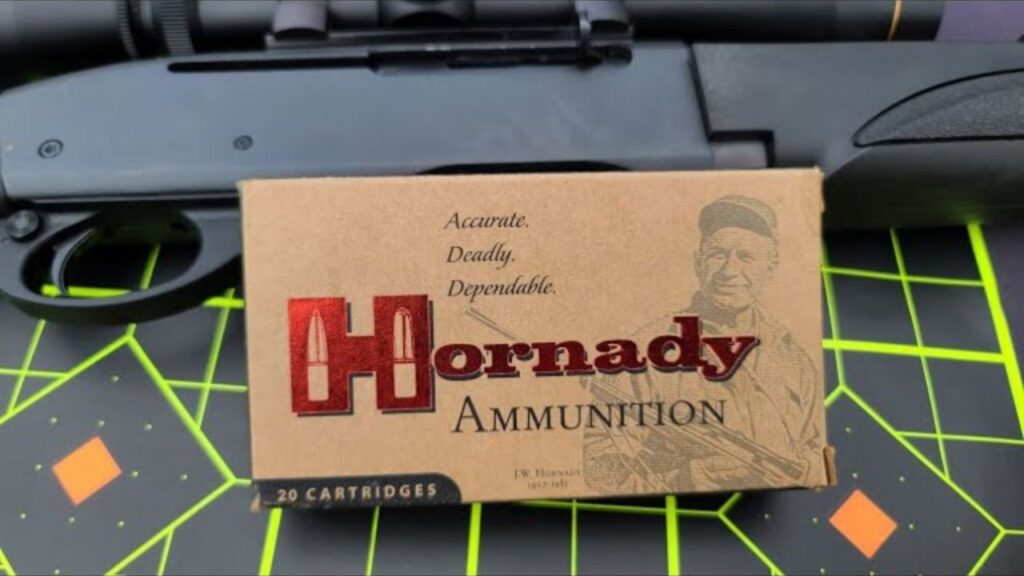 Accurate.
Deadly.
Dependable.
Hornady
AMMUNITION
J.W. HORNADY
20 CARTRIDGES